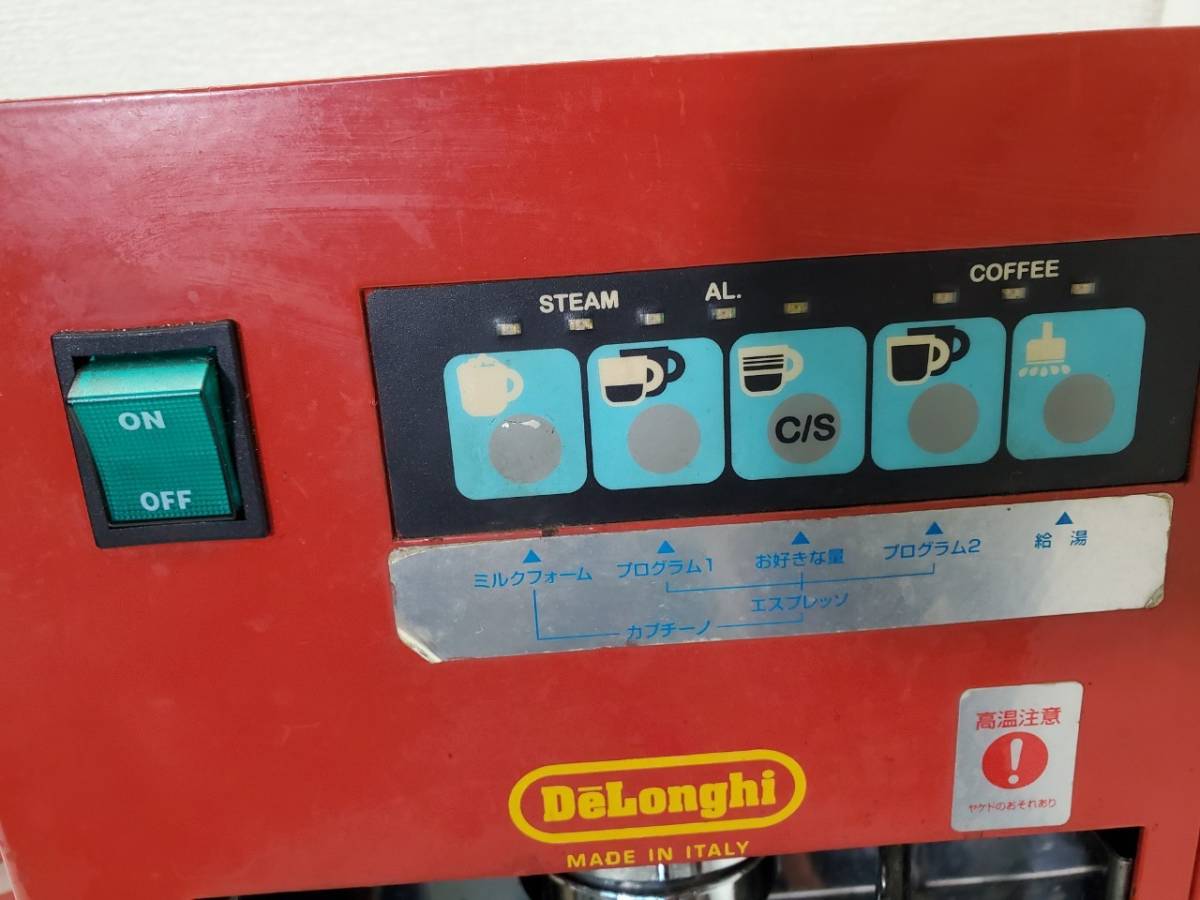 STEAM
AL.
COFFEE
ON
OFF
C/S
ミルクフォーム
プログラム1
お好きな量
プログラム2
給 湯
エスプレッソ
カプチーノ
高温注意
!
ヤケドのおそれあり
DēLonghi
MADE IN ITALY